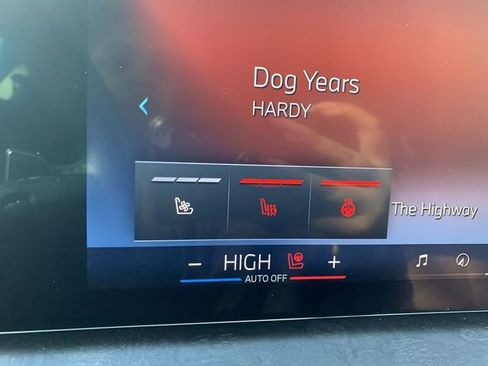 Dog Years
HARDY
The Highway
− HIGH +
AUTO OFF